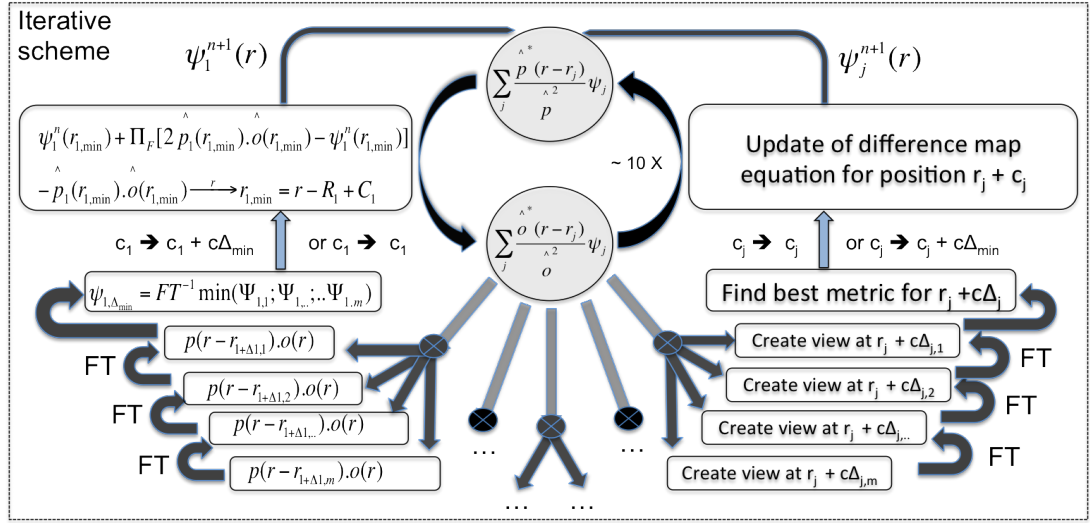 Iterative
scheme
ψ₁ⁿ⁺¹(r)
∑ⱼ p̂*(r−rⱼ) / p̂² ψⱼ
ψⱼⁿ⁺¹(r)
ψ₁ⁿ(r₁,min) + Π_F[2 p̂₁(r₁,min).ô(r₁,min) − ψ₁ⁿ(r₁,min)]
− p̂₁(r₁,min).ô(r₁,min) —r→ r₁,min = r − R₁ + C₁
~ 10 X
Update of difference map
equation for position rⱼ + cⱼ
∑ⱼ ô*(r−rⱼ) / ô² ψⱼ
c₁ → c₁ + cΔmin or c₁ → c₁
cⱼ → cⱼ or cⱼ → cⱼ + cΔmin
ψ₁,Δmin = FT⁻¹ min(Ψ₁,₁;Ψ₁,..;..Ψ₁.m)
Find best metric for rⱼ +cΔⱼ
p(r − r₁₊Δ₁,₁).o(r)
Create view at rⱼ + cΔⱼ,₁
FT
FT
p(r − r₁₊Δ₁,₂).o(r)
Create view at rⱼ + cΔⱼ,₂
FT
FT
p(r − r₁₊Δ₁,..).o(r)
Create view at rⱼ + cΔⱼ,..
FT
FT
p(r − r₁₊Δ₁,m).o(r)
... ...
Create view at rⱼ + cΔⱼ,m
... ...